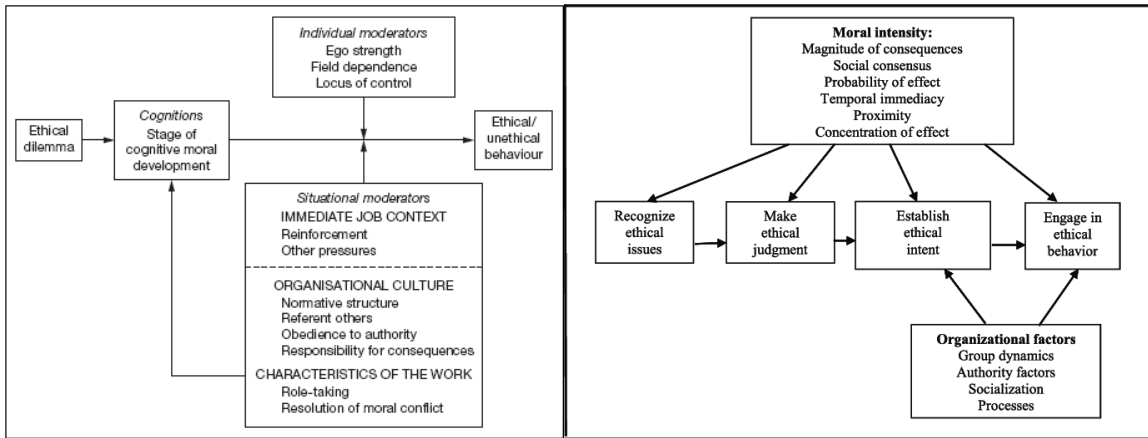 Individual moderators
Ego strength
Field dependence
Locus of control
Ethical
dilemma
Cognitions
Stage of
cognitive moral
development
Ethical/
unethical
behaviour
Situational moderators
IMMEDIATE JOB CONTEXT
Reinforcement
Other pressures
ORGANISATIONAL CULTURE
Normative structure
Referent others
Obedience to authority
Responsibility for consequences
CHARACTERISTICS OF THE WORK
Role-taking
Resolution of moral conflict
Moral intensity:
Magnitude of consequences
Social consensus
Probability of effect
Temporal immediacy
Proximity
Concentration of effect
Recognize
ethical
issues
Make
ethical
judgment
Establish
ethical
intent
Engage in
ethical
behavior
Organizational factors
Group dynamics
Authority factors
Socialization
Processes